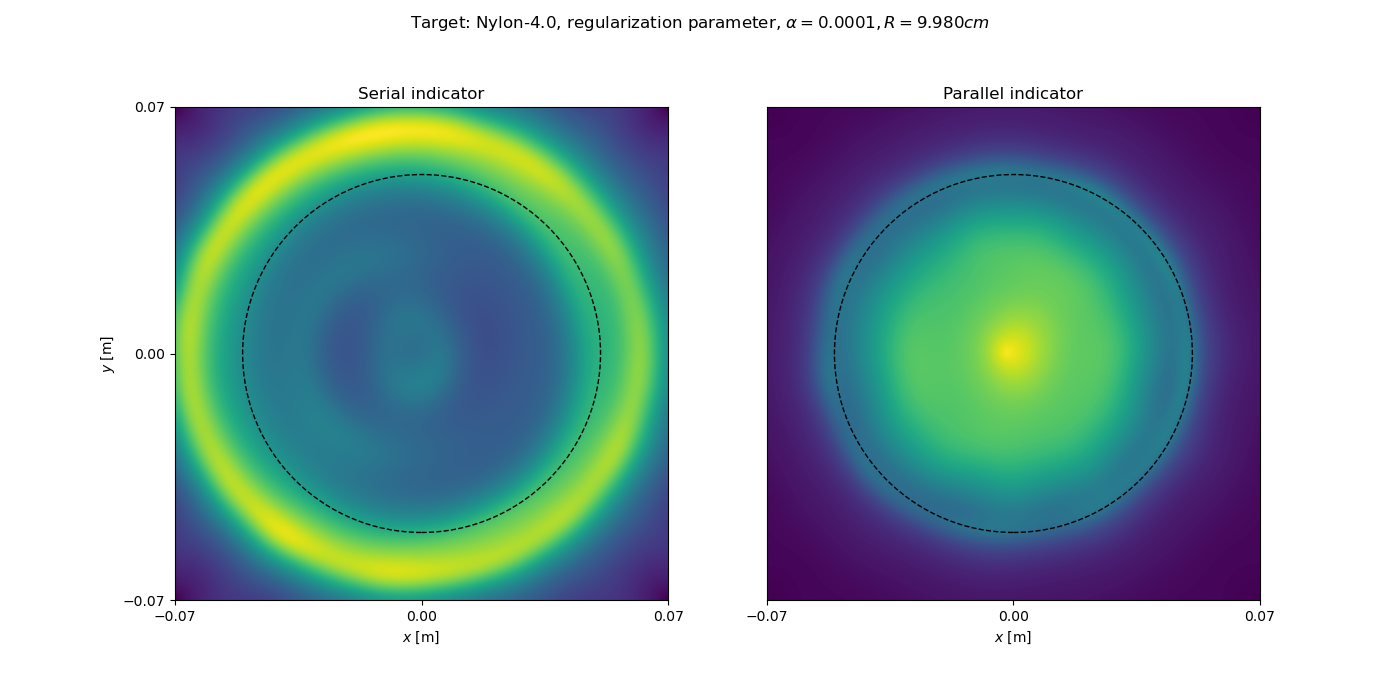 Target: Nylon-4.0, regularization parameter, α = 0.0001, R = 9.980cm
Serial indicator
Parallel indicator
0.07
0.00
−0.07
y [m]
−0.07
0.00
0.07
x [m]
−0.07
0.00
0.07
x [m]